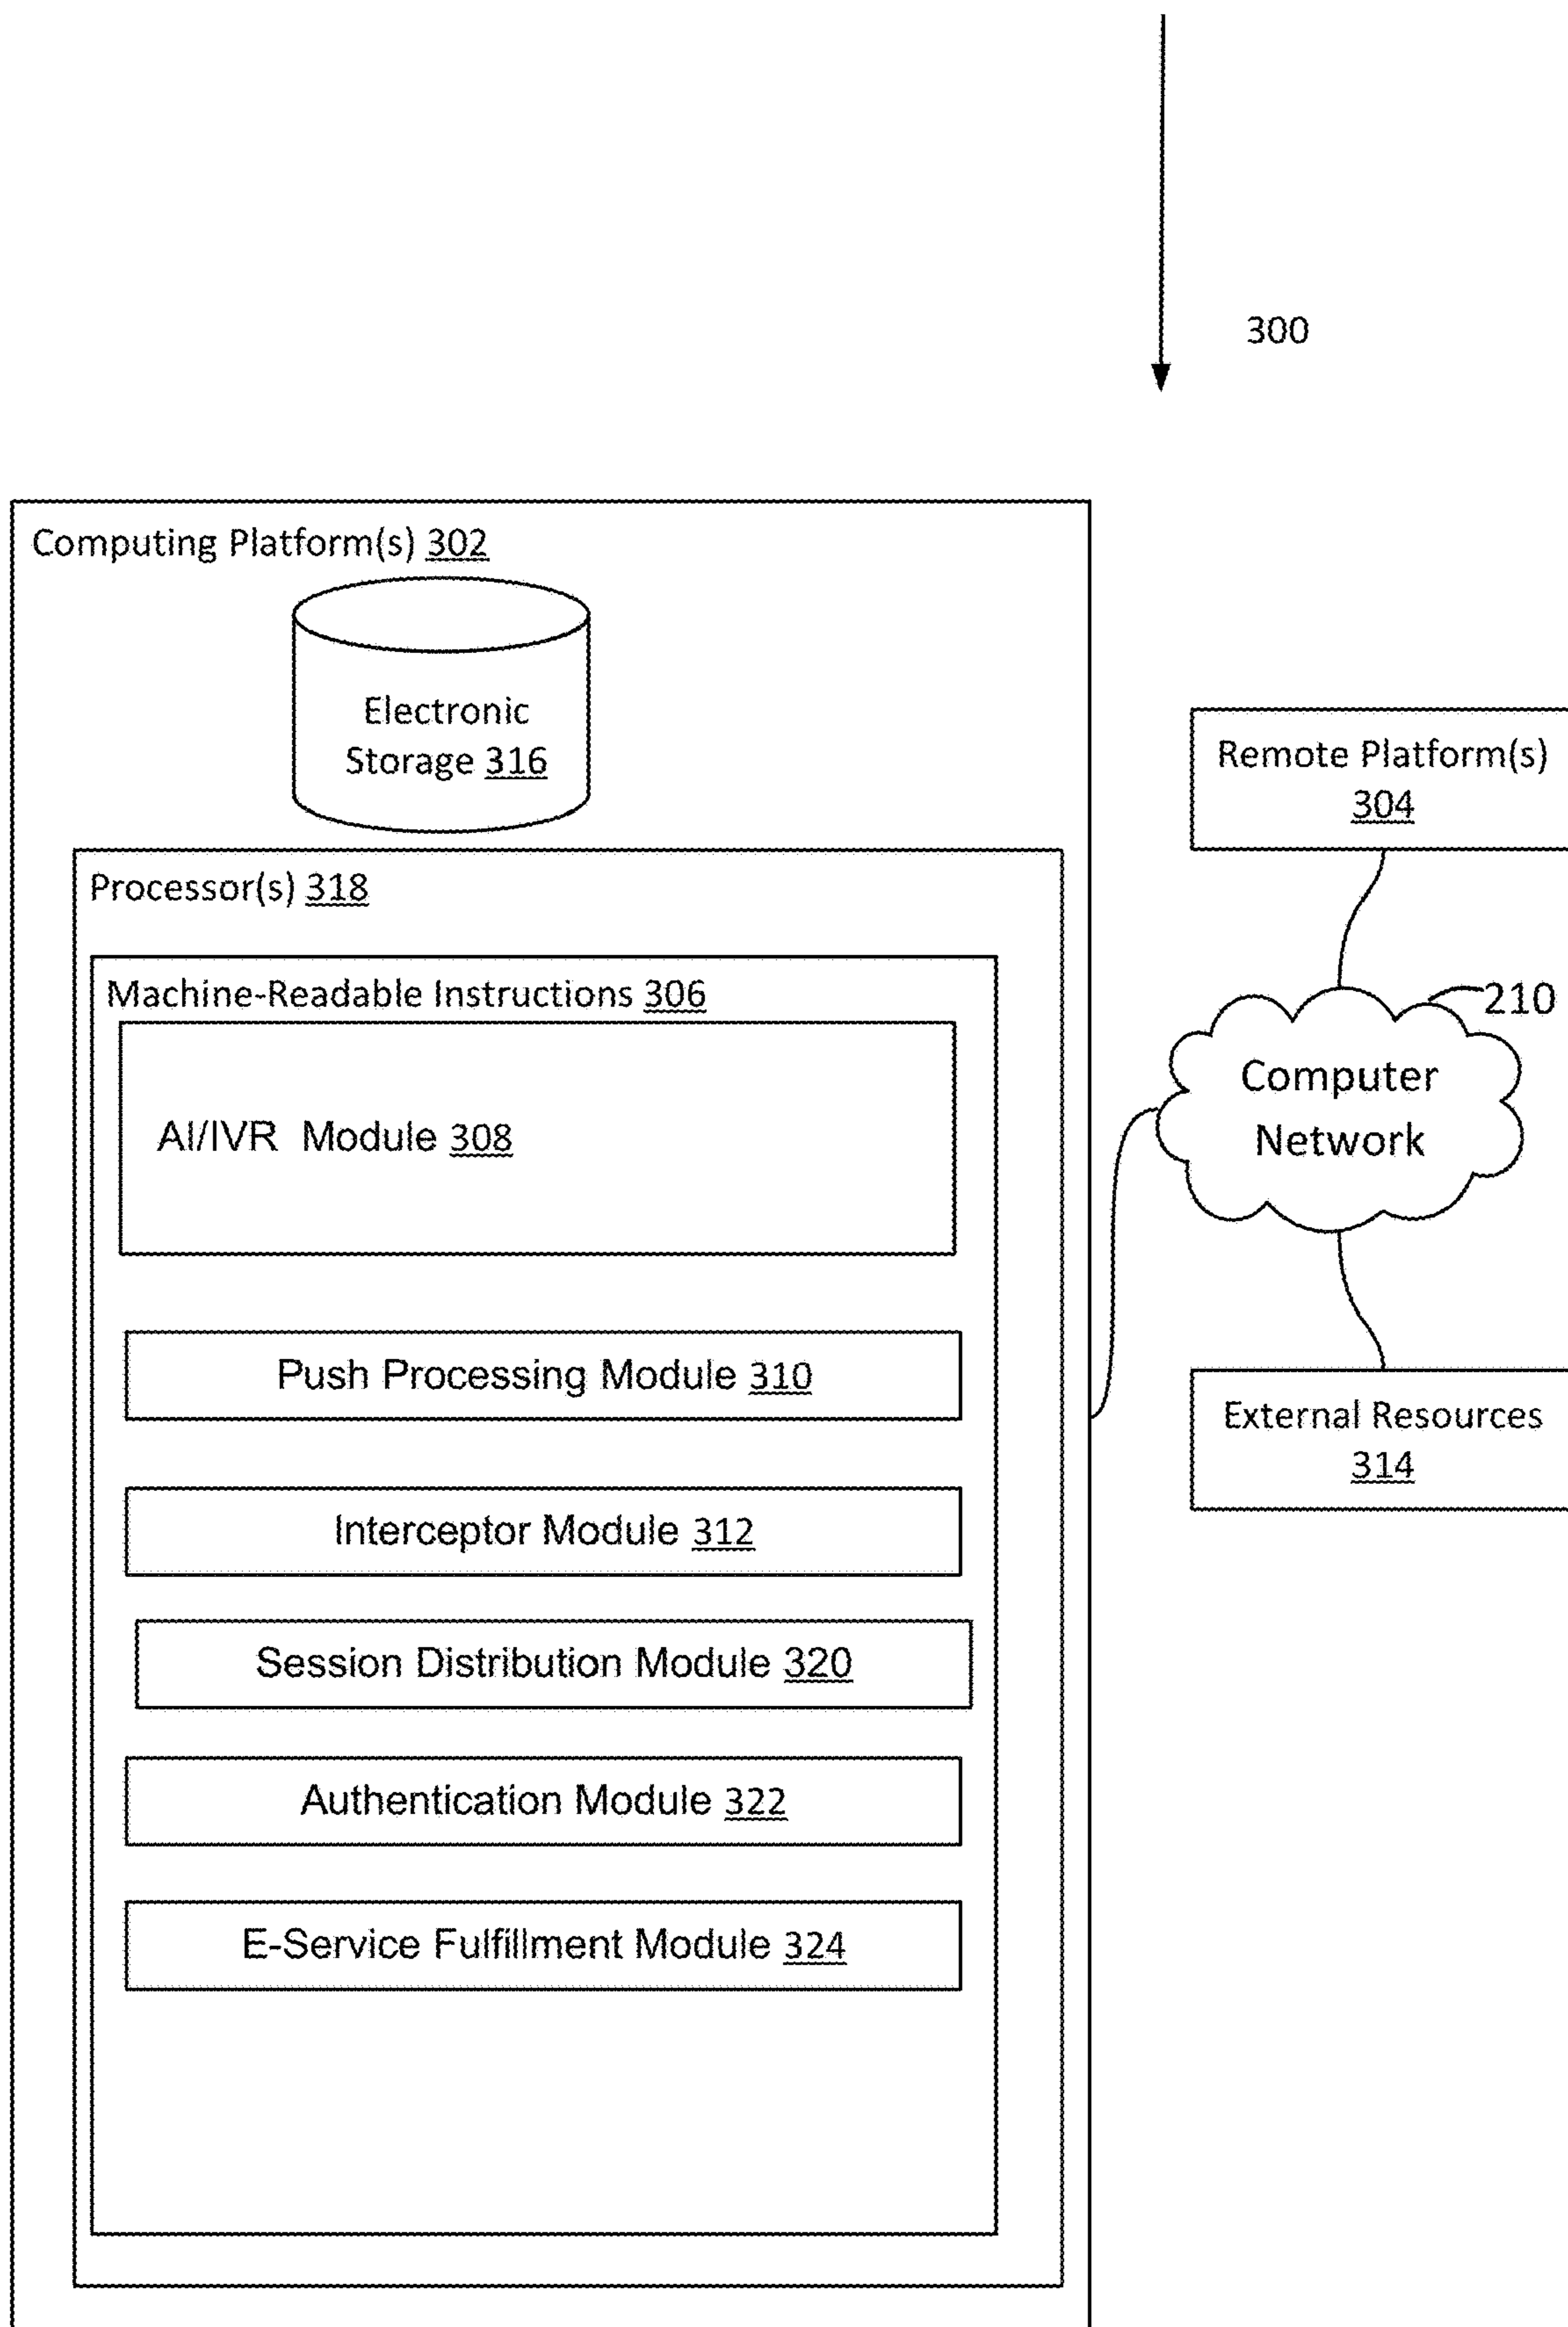 300
Computing Platform(s) 302
Electronic
Storage 316
Remote Platform(s)
304
Processor(s) 318
Machine-Readable Instructions 306
210
AI/IVR Module 308
Computer
Network
Push Processing Module 310
External Resources
314
Interceptor Module 312
Session Distribution Module 320
Authentication Module 322
E-Service Fulfillment Module 324